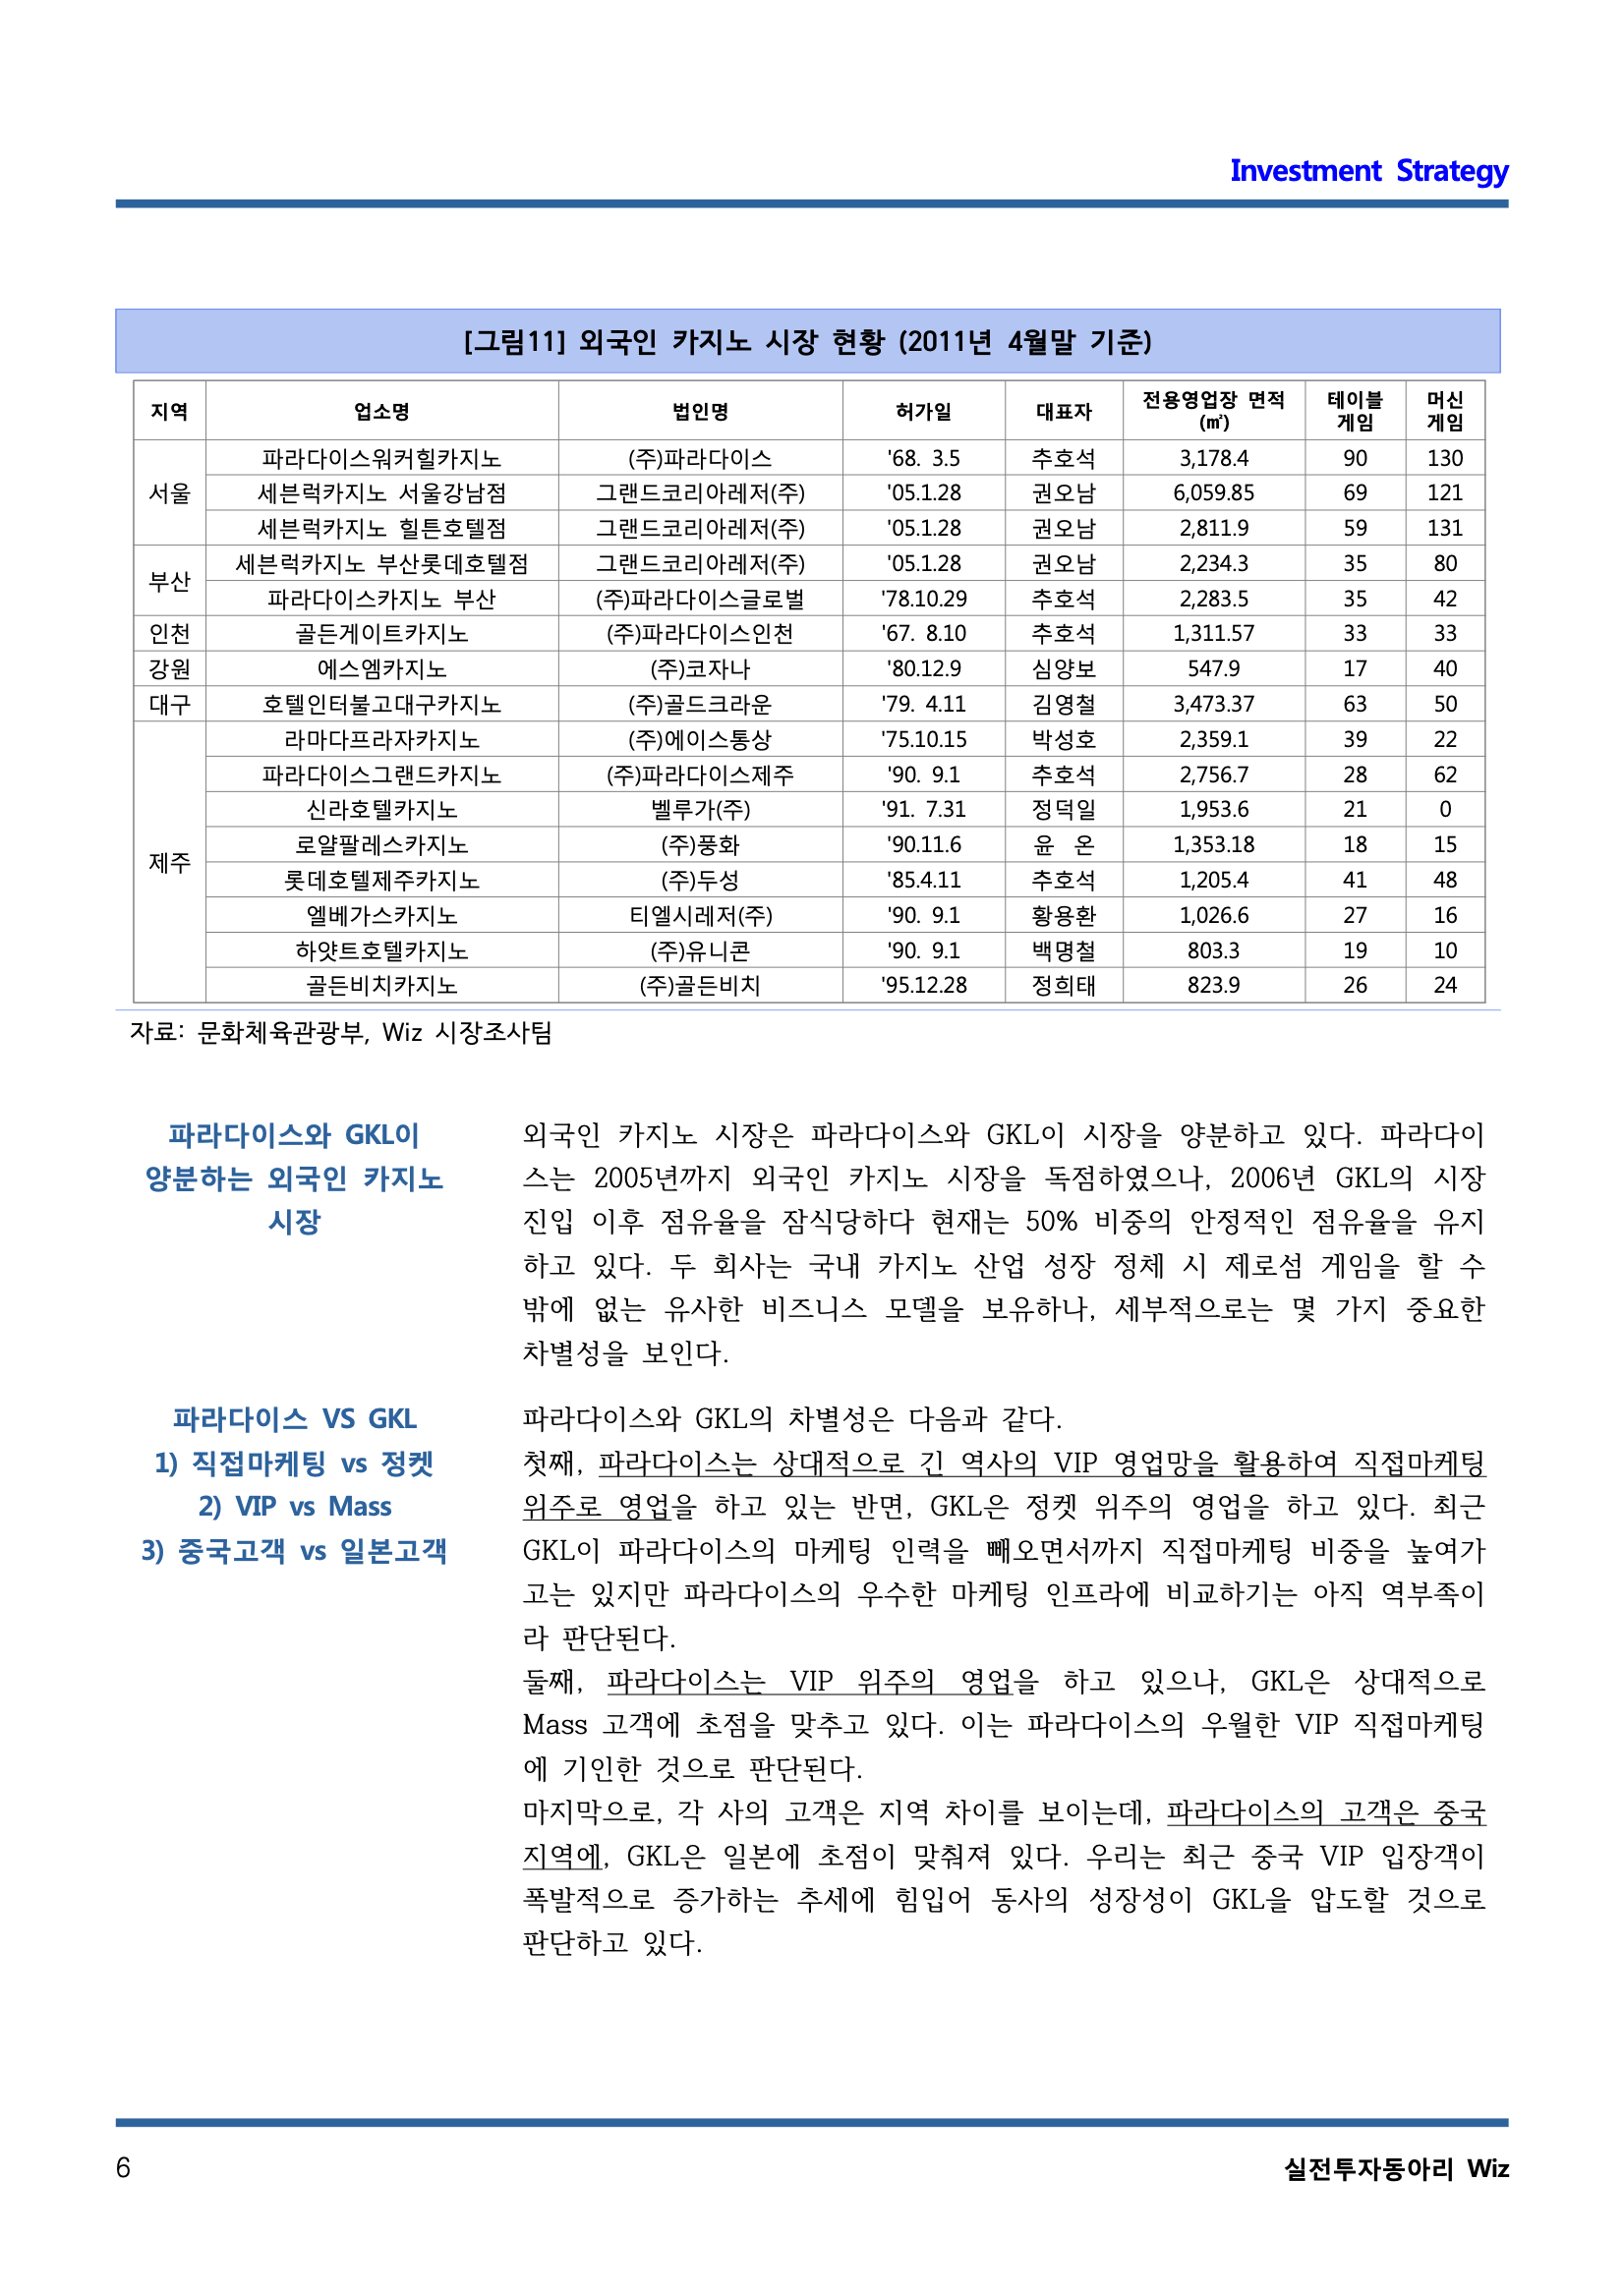 Investment Strategy
[그림11] 외국인 카지노 시장 현황 (2011년 4월말 기준)
지역 업소명 법인명 허가일 대표자 전용영업장 면적 (㎡) 테이블 게임 머신 게임
서울 파라다이스워커힐카지노 (주)파라다이스 '68. 3.5 추호석 3,178.4 90 130
세븐럭카지노 서울강남점 그랜드코리아레저(주) '05.1.28 권오남 6,059.85 69 121
세븐럭카지노 힐튼호텔점 그랜드코리아레저(주) '05.1.28 권오남 2,811.9 59 131
부산 세븐럭카지노 부산롯데호텔점 그랜드코리아레저(주) '05.1.28 권오남 2,234.3 35 80
파라다이스카지노 부산 (주)파라다이스글로벌 '78.10.29 추호석 2,283.5 35 42
인천 골든게이트카지노 (주)파라다이스인천 '67. 8.10 추호석 1,311.57 33 33
강원 에스엠카지노 (주)코자나 '80.12.9 심양보 547.9 17 40
대구 호텔인터불고대구카지노 (주)골드크라운 '79. 4.11 김영철 3,473.37 63 50
제주 라마다프라자카지노 (주)에이스통상 '75.10.15 박성호 2,359.1 39 22
파라다이스그랜드카지노 (주)파라다이스제주 '90. 9.1 추호석 2,756.7 28 62
신라호텔카지노 벨루가(주) '91. 7.31 정덕일 1,953.6 21 0
로얄팔레스카지노 (주)풍화 '90.11.6 윤 온 1,353.18 18 15
롯데호텔제주카지노 (주)두성 '85.4.11 추호석 1,205.4 41 48
엘베가스카지노 티엘시레저(주) '90. 9.1 황용환 1,026.6 27 16
하얏트호텔카지노 (주)유니콘 '90. 9.1 백명철 803.3 19 10
골든비치카지노 (주)골든비치 '95.12.28 정희태 823.9 26 24
자료: 문화체육관광부, Wiz 시장조사팀
파라다이스와 GKL이
양분하는 외국인 카지노
시장
외국인 카지노 시장은 파라다이스와 GKL이 시장을 양분하고 있다. 파라다이
스는 2005년까지 외국인 카지노 시장을 독점하였으나, 2006년 GKL의 시장
진입 이후 점유율을 잠식당하다 현재는 50% 비중의 안정적인 점유율을 유지
하고 있다. 두 회사는 국내 카지노 산업 성장 정체 시 제로섬 게임을 할 수
밖에 없는 유사한 비즈니스 모델을 보유하나, 세부적으로는 몇 가지 중요한
차별성을 보인다.
파라다이스 VS GKL
1) 직접마케팅 vs 정켓
2) VIP vs Mass
3) 중국고객 vs 일본고객
파라다이스와 GKL의 차별성은 다음과 같다.
첫째, 파라다이스는 상대적으로 긴 역사의 VIP 영업망을 활용하여 직접마케팅
위주로 영업을 하고 있는 반면, GKL은 정켓 위주의 영업을 하고 있다. 최근
GKL이 파라다이스의 마케팅 인력을 빼오면서까지 직접마케팅 비중을 높여가
고는 있지만 파라다이스의 우수한 마케팅 인프라에 비교하기는 아직 역부족이
라 판단된다.
둘째, 파라다이스는 VIP 위주의 영업을 하고 있으나, GKL은 상대적으로
Mass 고객에 초점을 맞추고 있다. 이는 파라다이스의 우월한 VIP 직접마케팅
에 기인한 것으로 판단된다.
마지막으로, 각 사의 고객은 지역 차이를 보이는데, 파라다이스의 고객은 중국
지역에, GKL은 일본에 초점이 맞춰져 있다. 우리는 최근 중국 VIP 입장객이
폭발적으로 증가하는 추세에 힘입어 동사의 성장성이 GKL을 압도할 것으로
판단하고 있다.
6
실전투자동아리 Wiz